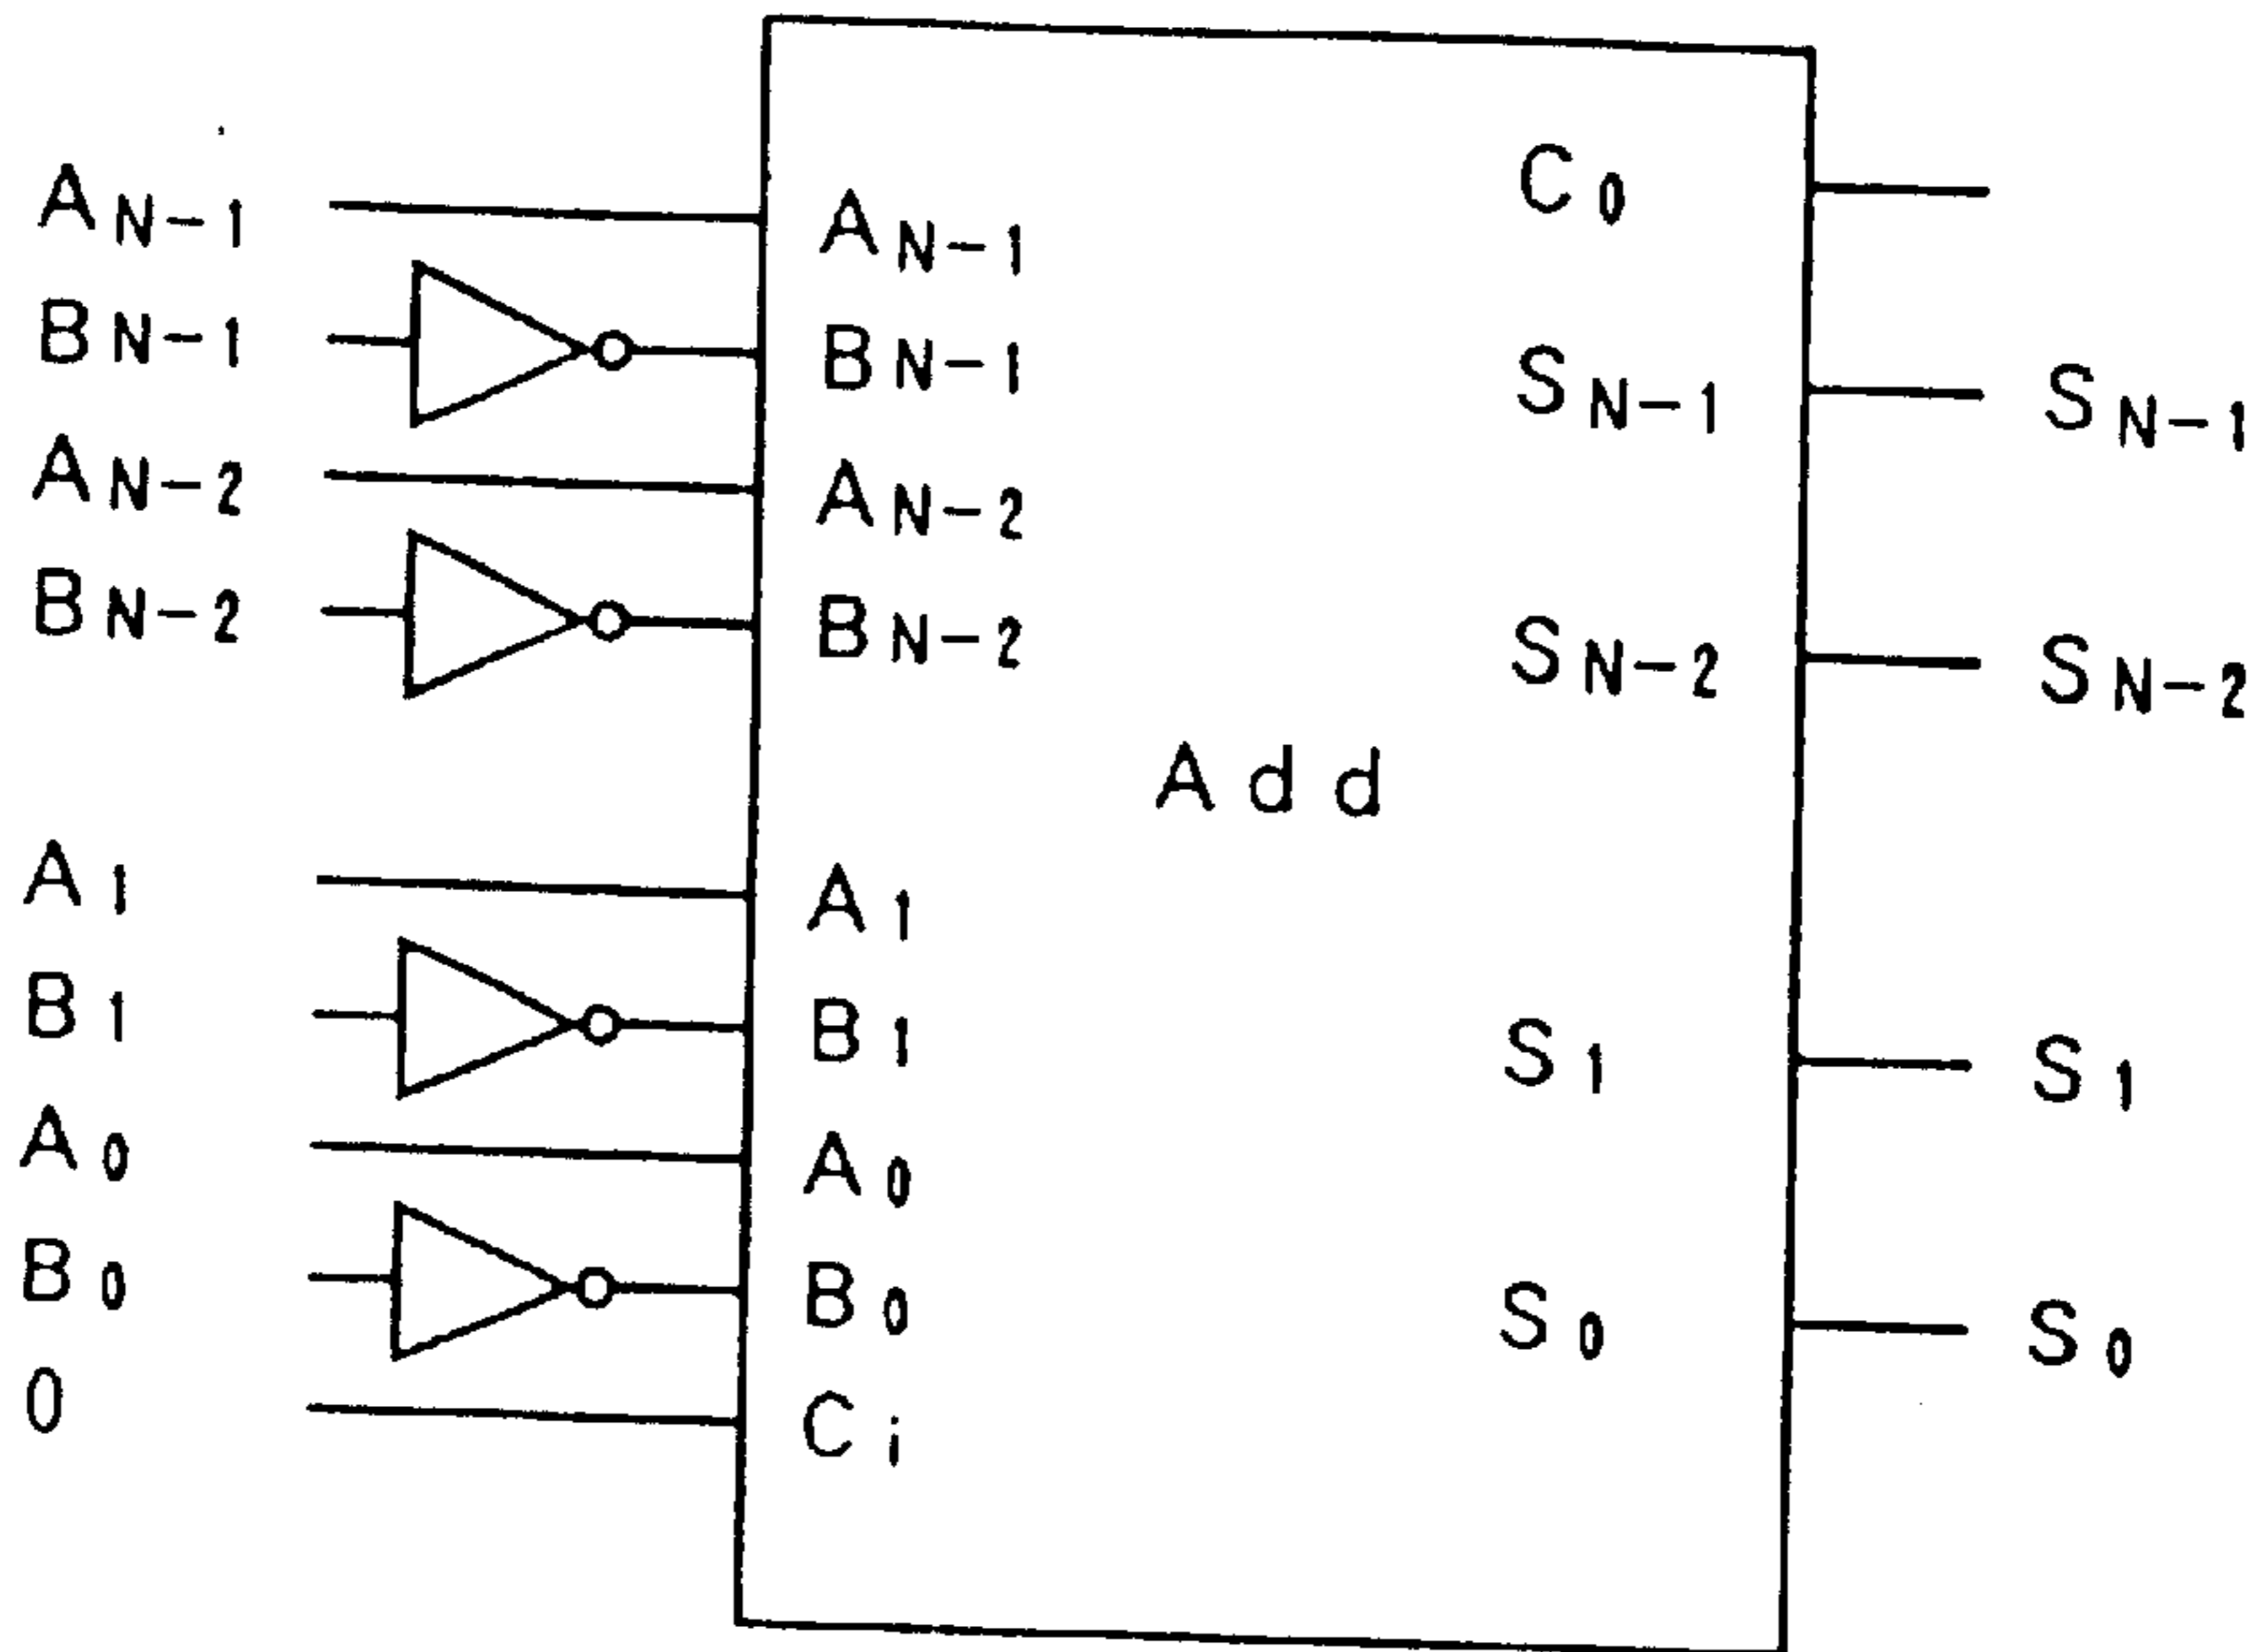 A N-1 A N-1 C 0
B N-1 B N-1 S N-1 S N-1
A N-2 A N-2
B N-2 B N-2 S N-2 S N-2
Add
A 1 A 1
B 1 B 1 S 1 S 1
A 0 A 0
B 0 B 0 S 0 S 0
0 C i